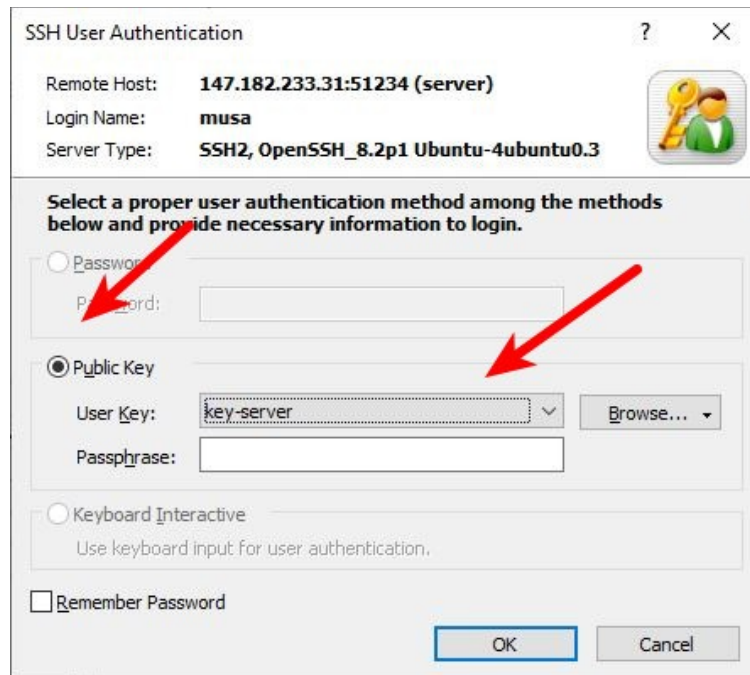 SSH User Authentication
?
Remote Host: 147.182.233.31:51234 (server)
Login Name: musa
Server Type: SSH2, OpenSSH_8.2p1 Ubuntu-4ubuntu0.3
Select a proper user authentication method among the methods
below and provide necessary information to login.
Password
Password:
Public Key
User Key: key-server Browse...
Passphrase:
Keyboard Interactive
Use keyboard input for user authentication.
Remember Password
OK Cancel